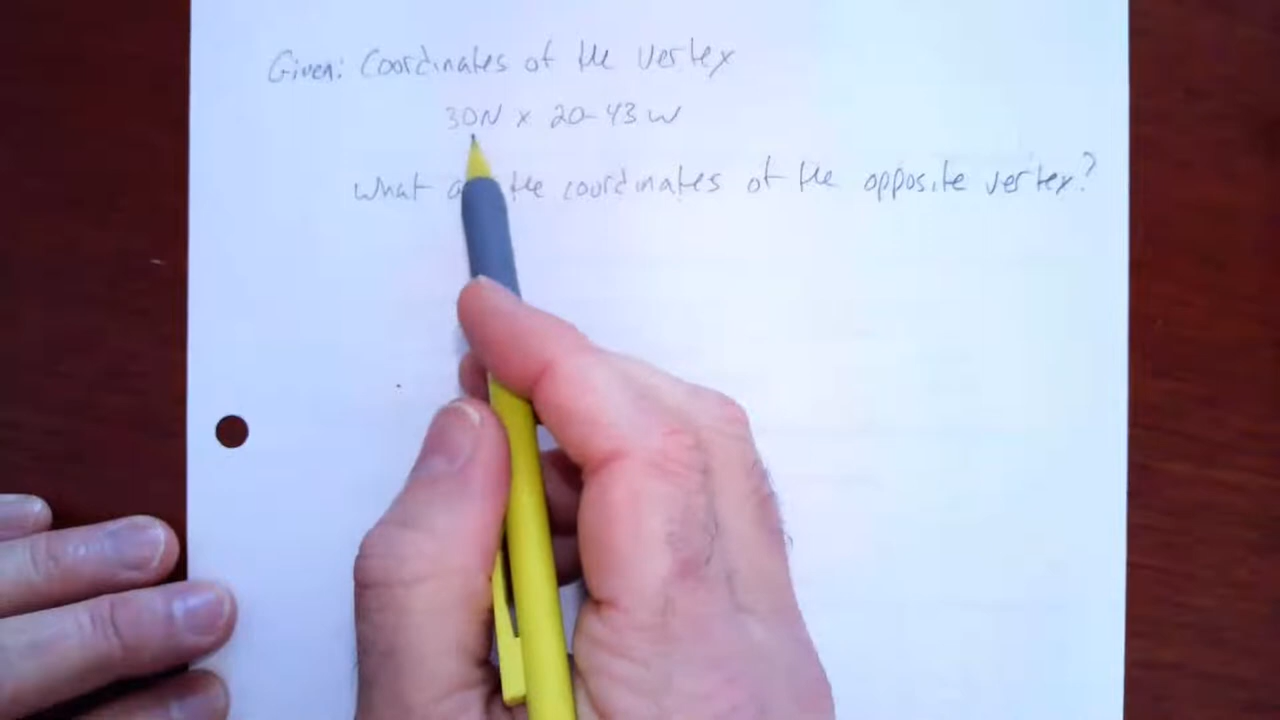 Given: Coordinates of the vertex
30N x 20-43 W
What the coordinates of the opposite vertex?